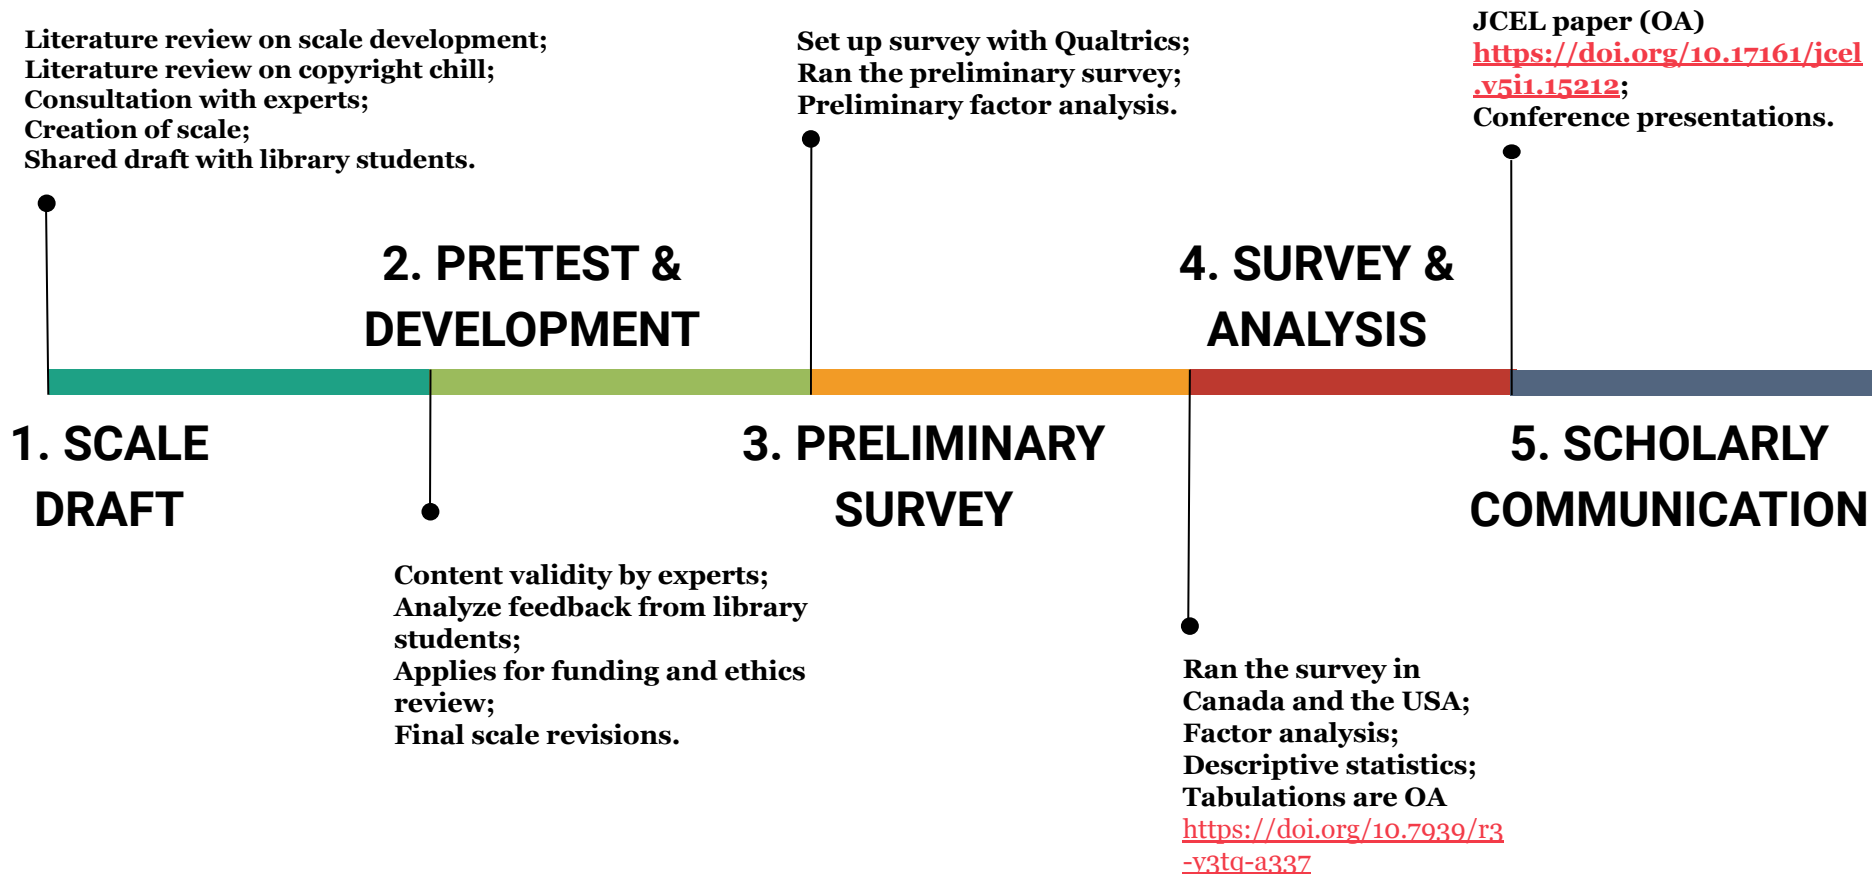 Literature review on scale development;
Literature review on copyright chill;
Consultation with experts;
Creation of scale;
Shared draft with library students.
1. SCALE
DRAFT
2. PRETEST &
DEVELOPMENT
Content validity by experts;
Analyze feedback from library
students;
Applies for funding and ethics
review;
Final scale revisions.
Set up survey with Qualtrics;
Ran the preliminary survey;
Preliminary factor analysis.
3. PRELIMINARY
SURVEY
4. SURVEY &
ANALYSIS
Ran the survey in
Canada and the USA;
Factor analysis;
Descriptive statistics;
Tabulations are OA
https://doi.org/10.7939/r3
-y3tq-a337
JCEL paper (OA)
https://doi.org/10.17161/jcel
.v5i1.15212;
Conference presentations.
5. SCHOLARLY
COMMUNICATION